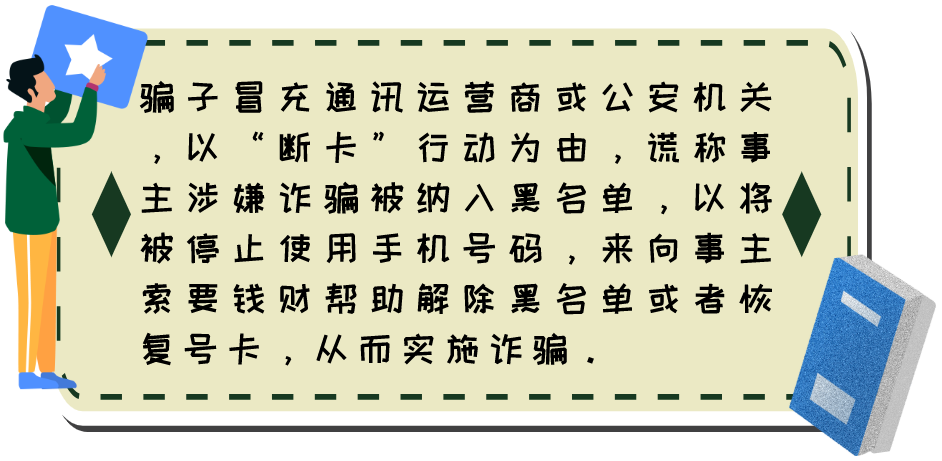 骗子冒充通讯运营商或公安机关
，以“断卡”行动为由，谎称事
主涉嫌诈骗被纳入黑名单，以将
被停止使用手机号码，来向事主
索要钱财帮助解除黑名单或者恢
复号卡，从而实施诈骗．